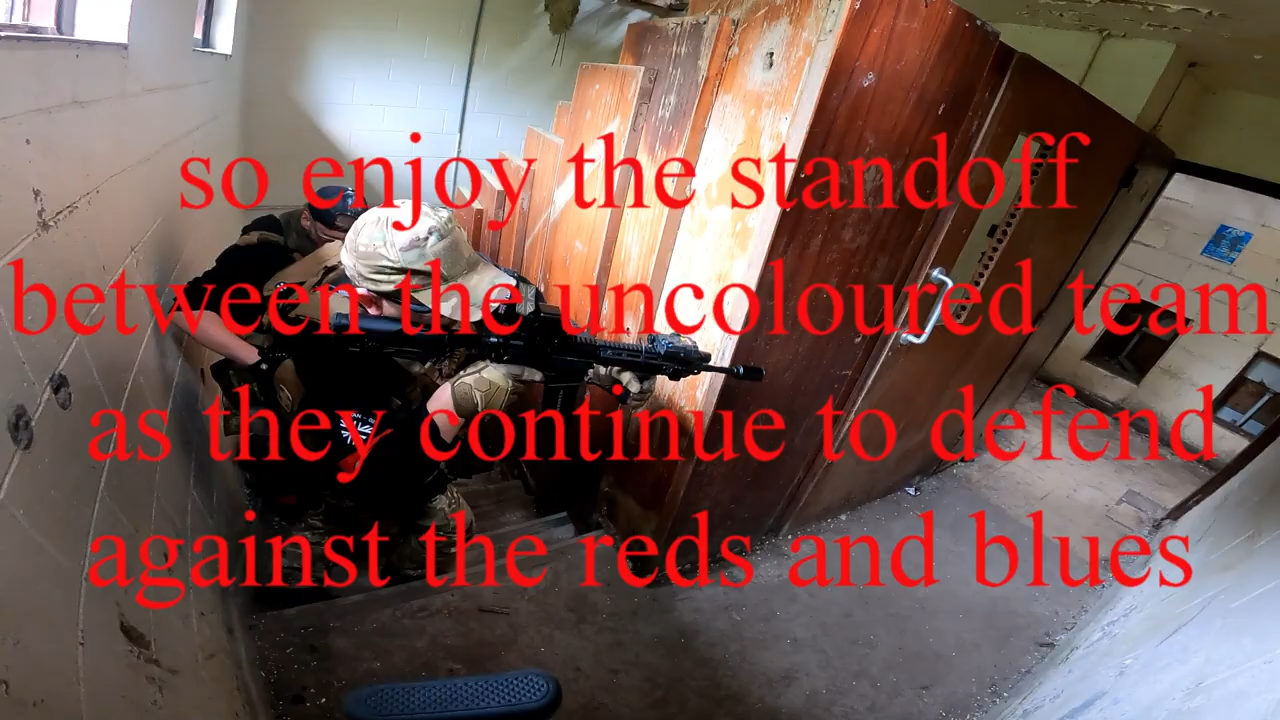 so enjoy the standoff
between the uncoloured team
as they continue to defend
against the reds and blues